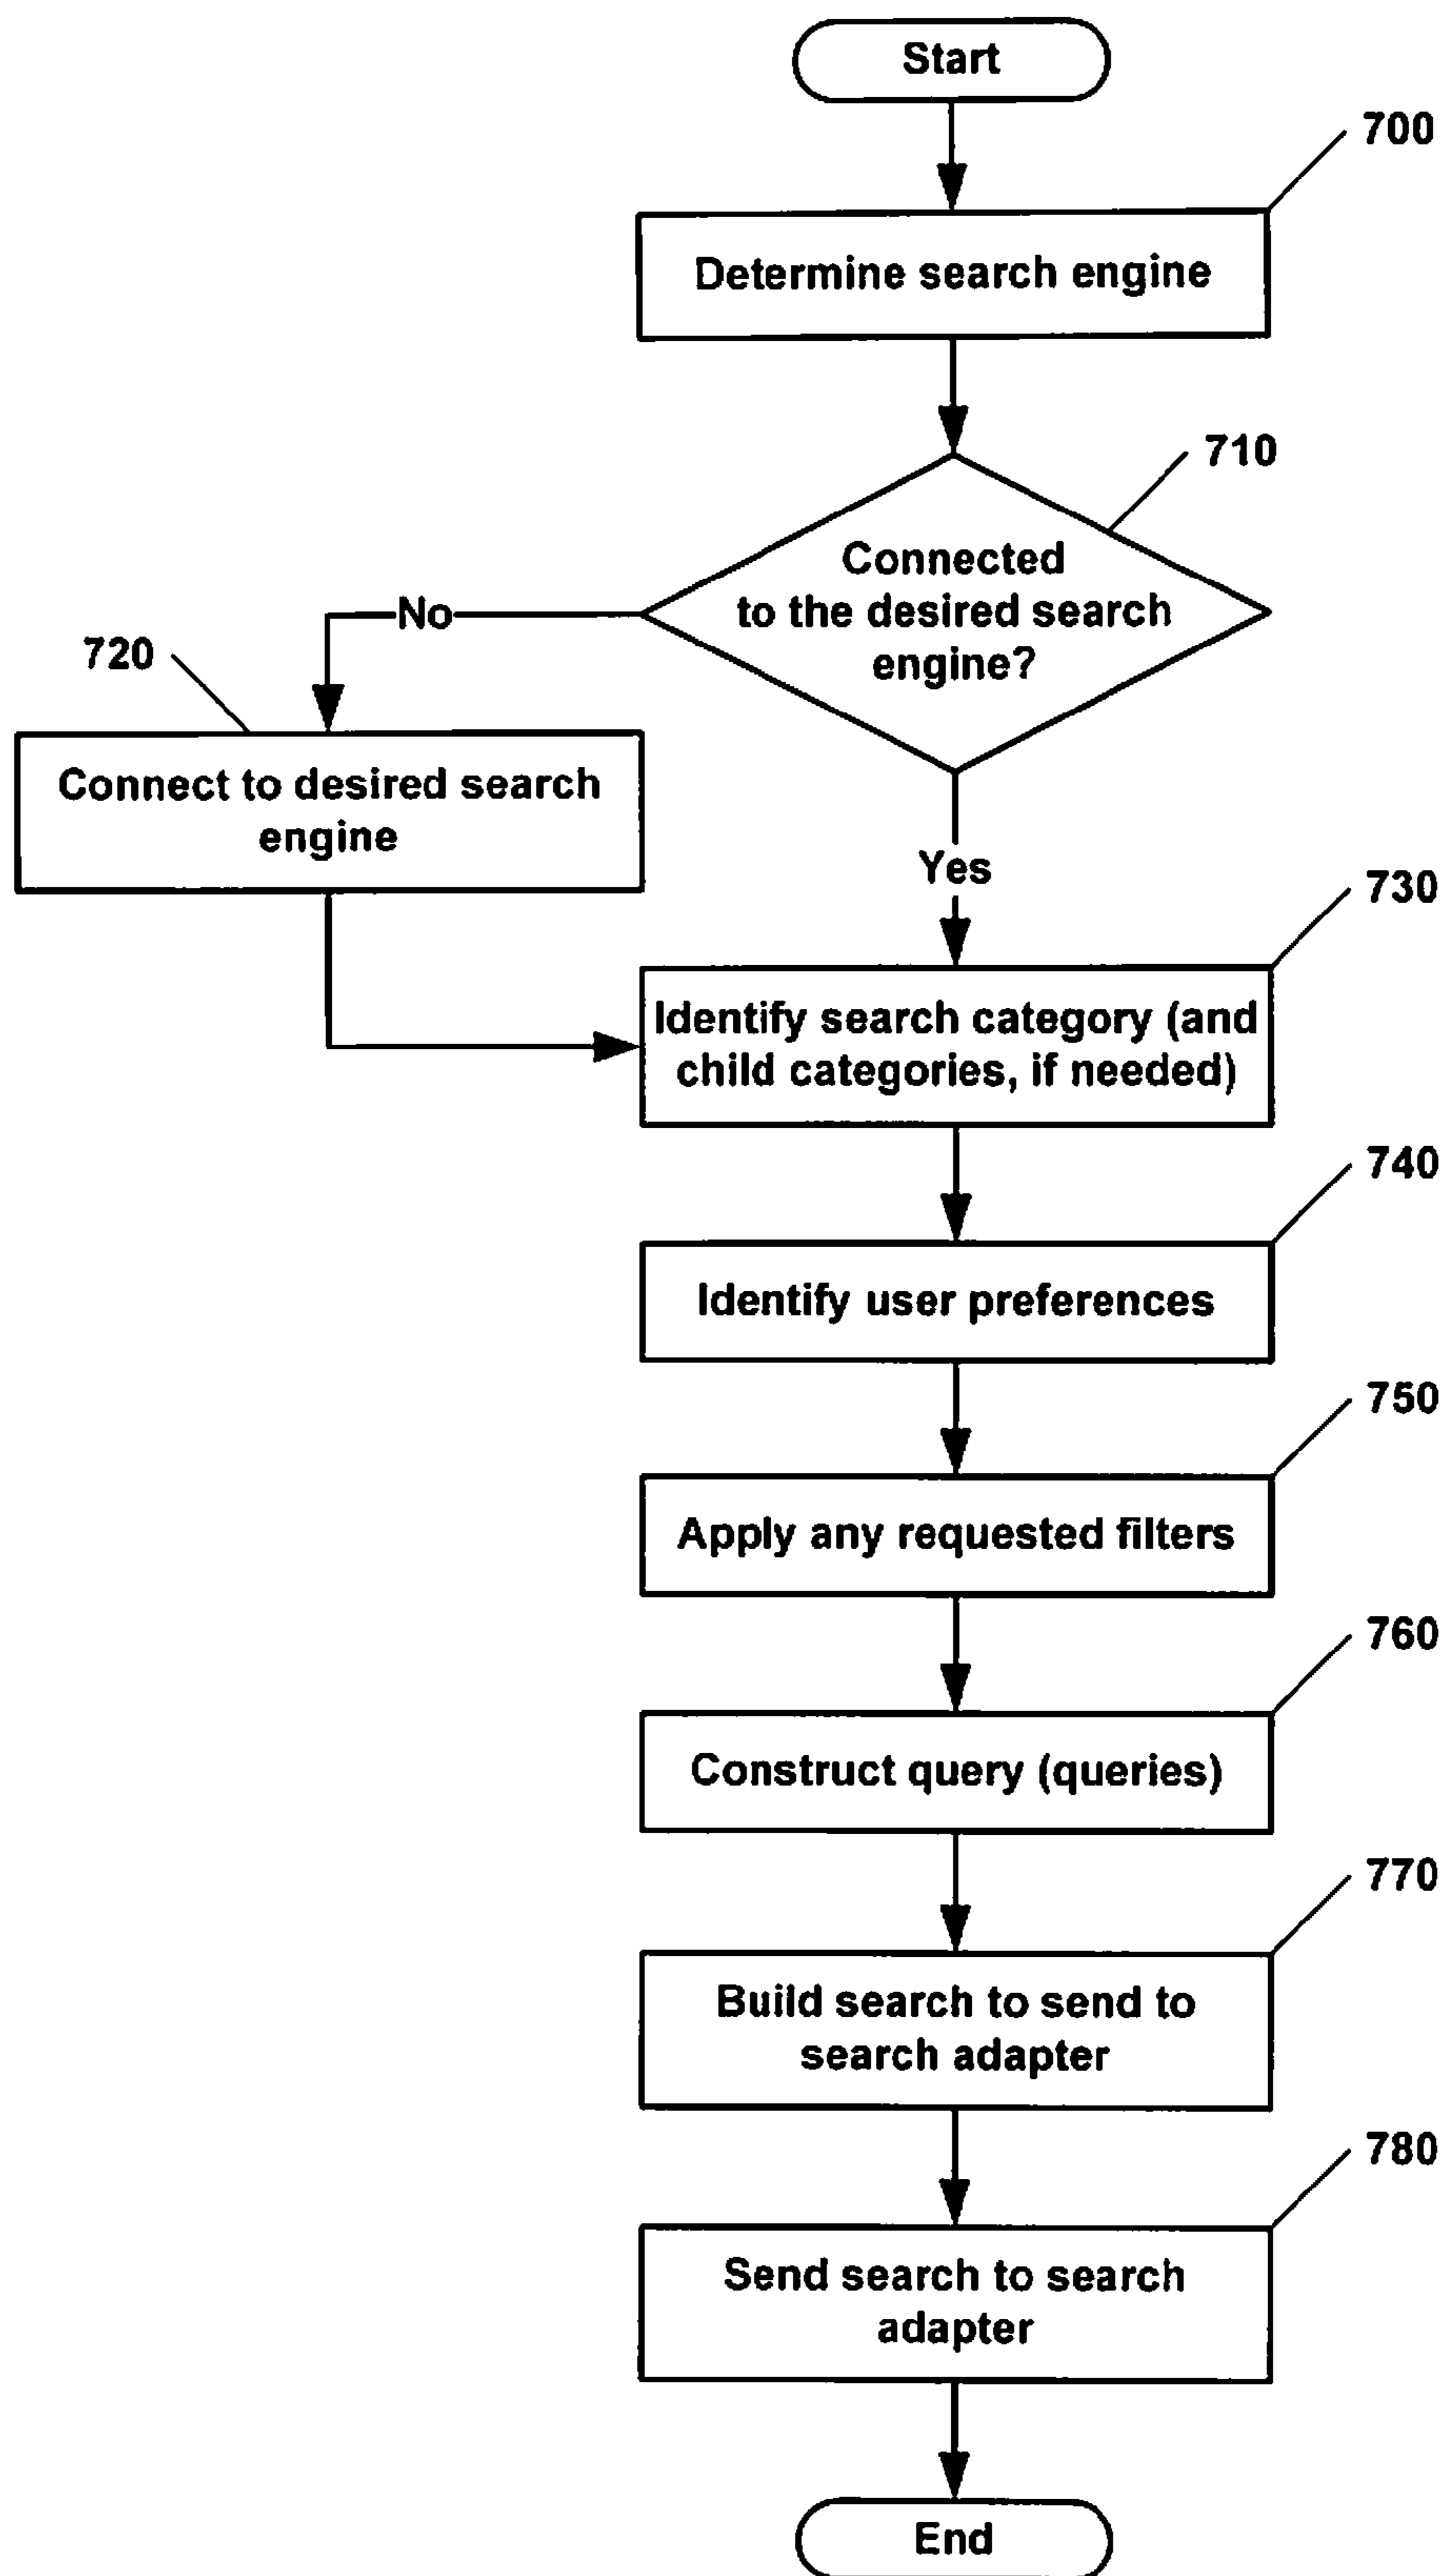 Start
700
Determine search engine
710
Connected
to the desired search
engine?
No
720
Connect to desired search
engine
Yes
730
Identify search category (and
child categories, if needed)
740
Identify user preferences
750
Apply any requested filters
760
Construct query (queries)
770
Build search to send to
search adapter
780
Send search to search
adapter
End